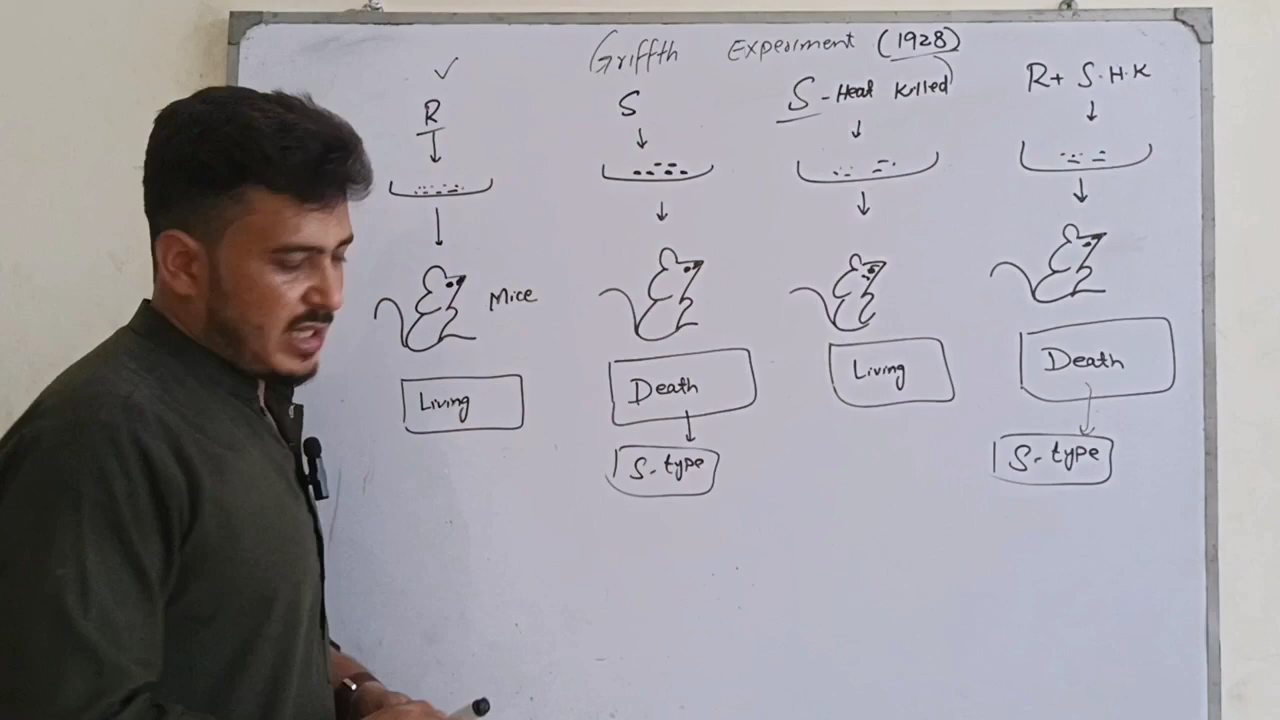 Griffth Experiment (1928)
✓
R
S
S - Heat Killed
R + S.H.K
Mice
Living
Death
Living
Death
S- type
S- type